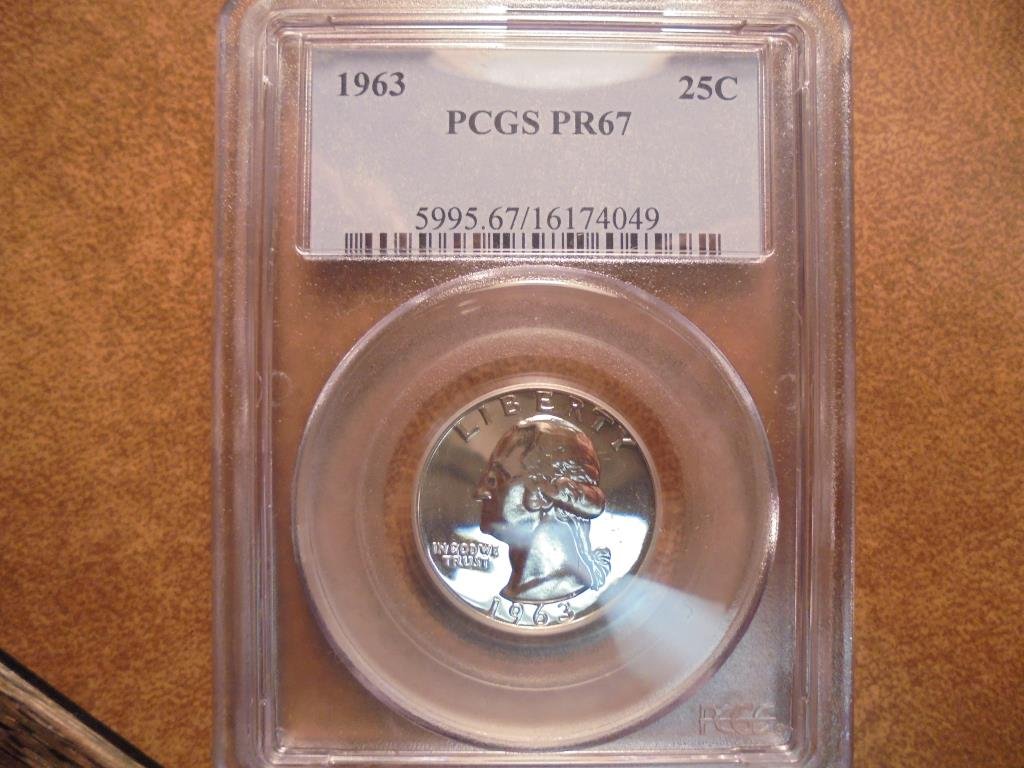 1963 25C
PCGS PR67
5995.67/16174049
LIBERTY
IN GOD WE
TRUST
1963
PCGS